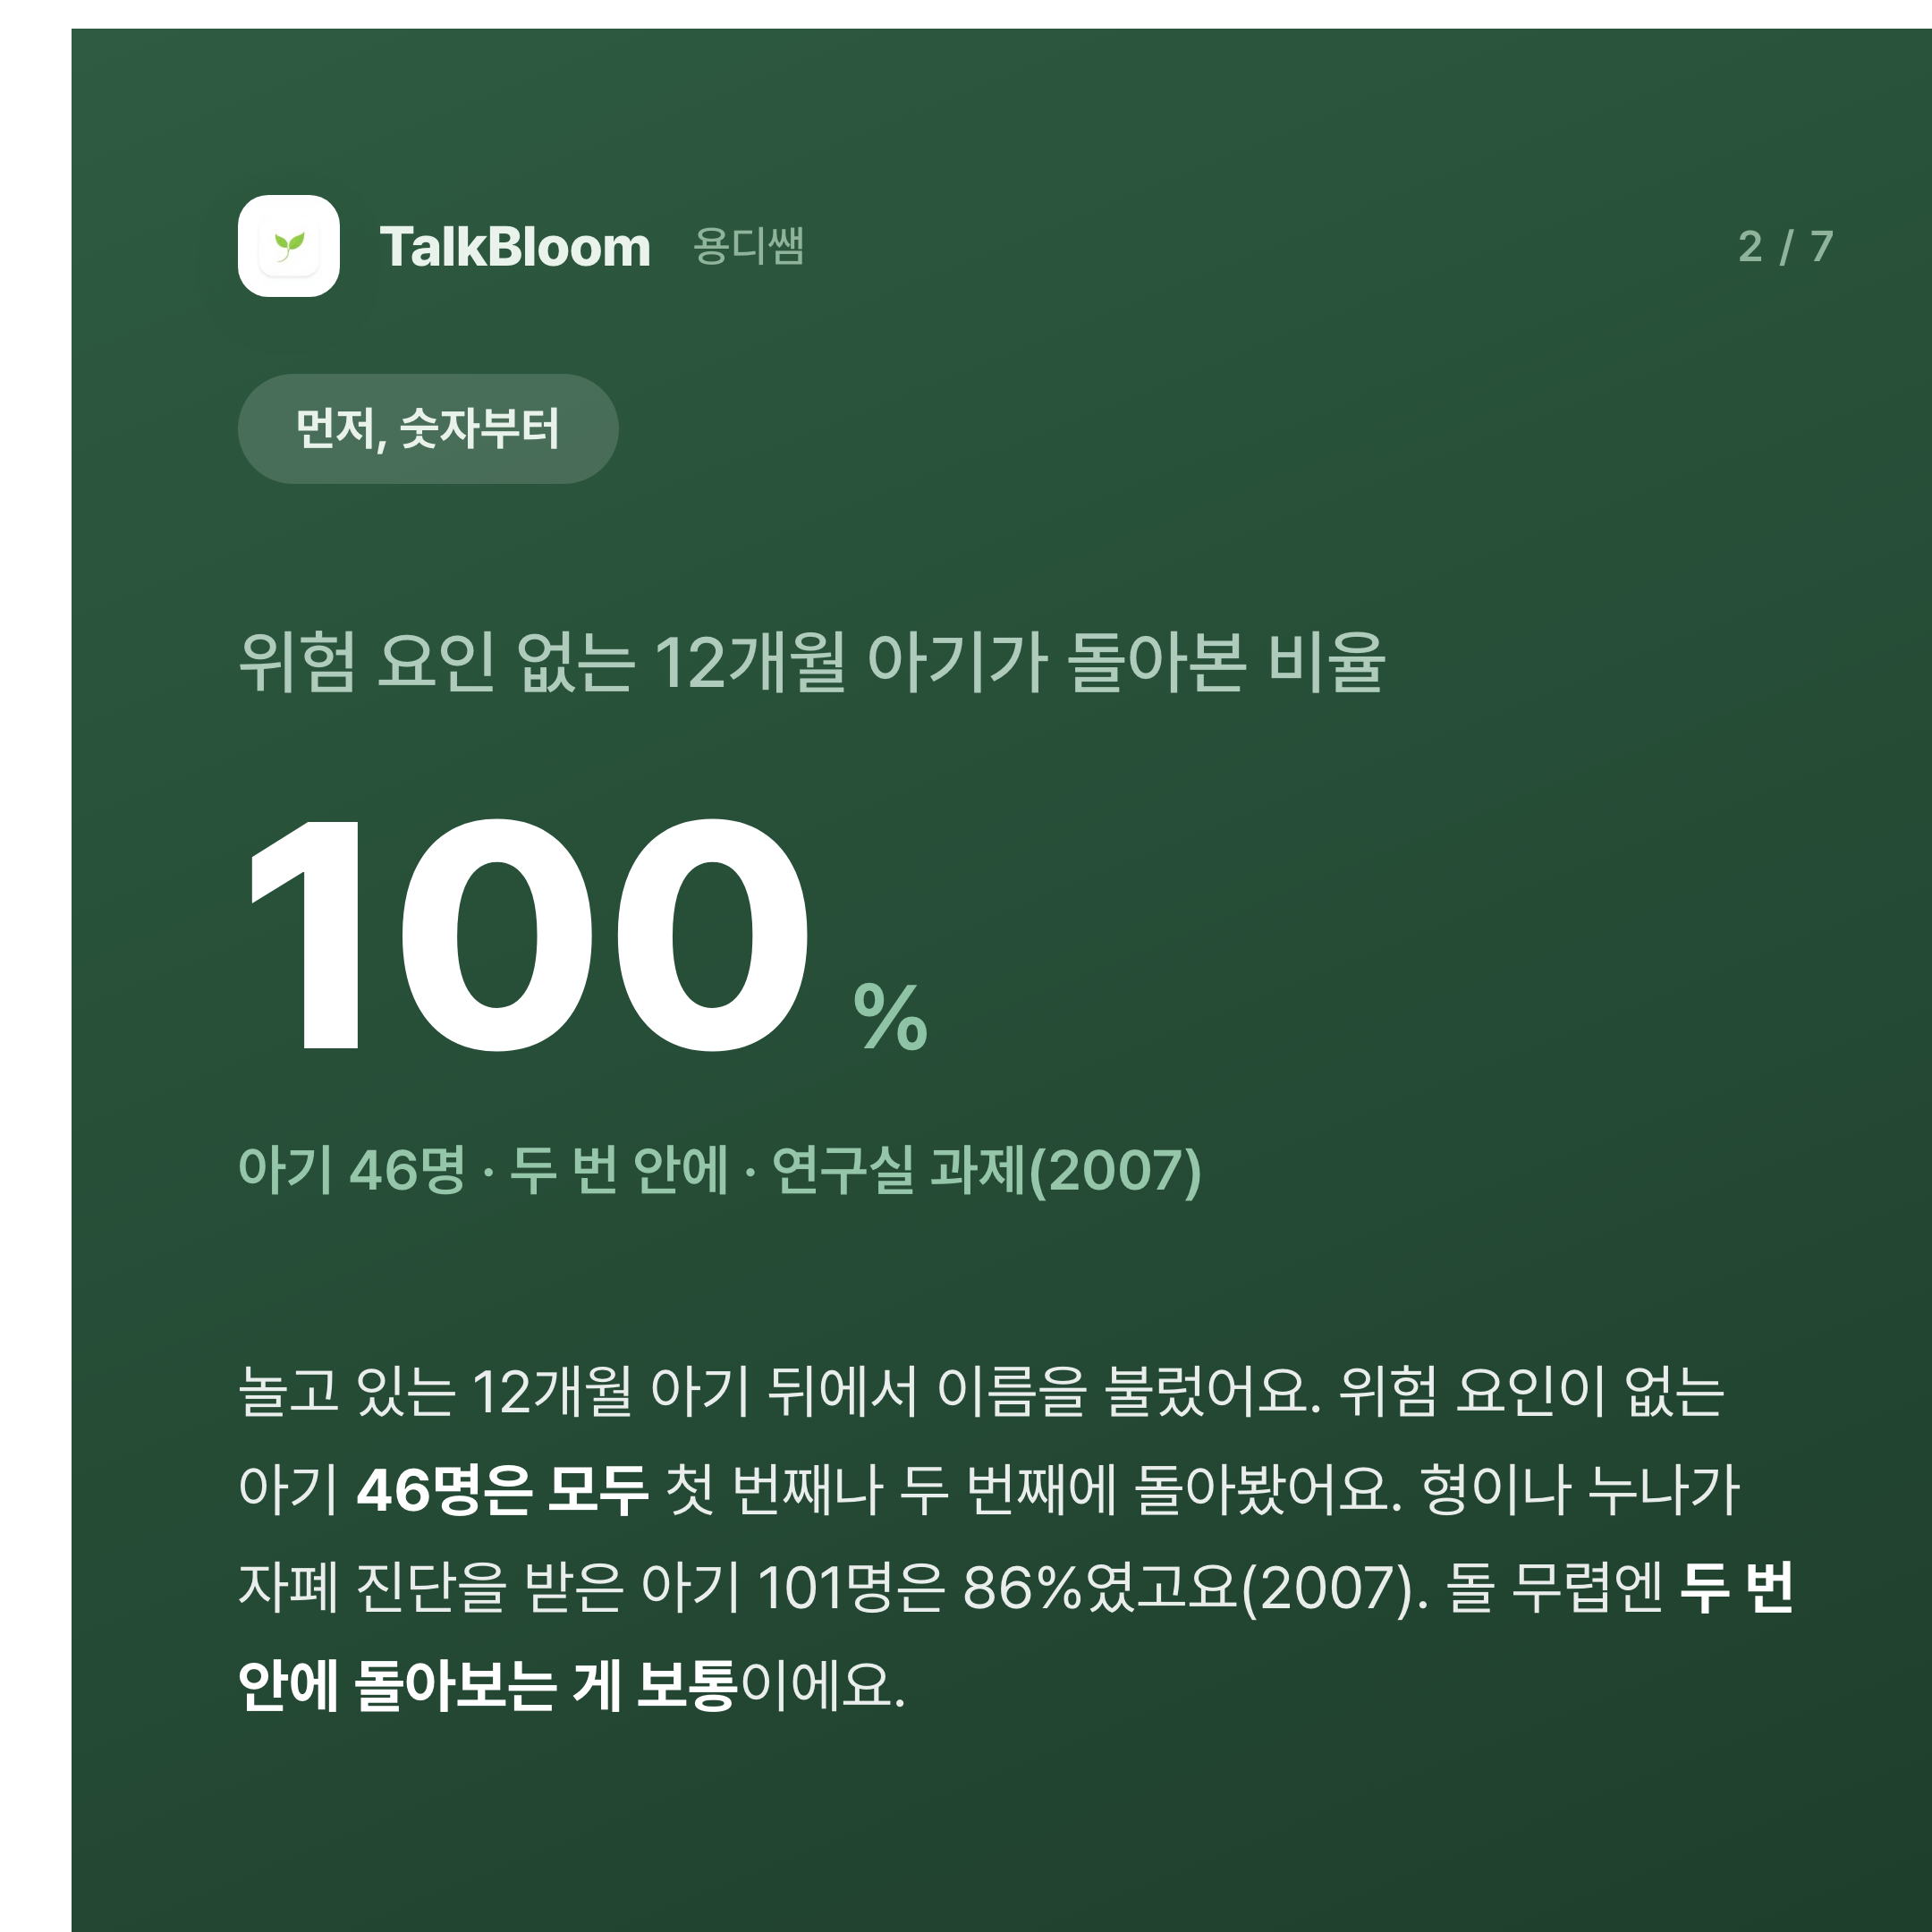 TalkBloom 용디쌤
2 / 7
먼저, 숫자부터
위험 요인 없는 12개월 아기가 돌아본 비율
100 %
아기 46명 · 두 번 안에 · 연구실 과제(2007)
놀고 있는 12개월 아기 뒤에서 이름을 불렀어요. 위험 요인이 없는
아기 46명은 모두 첫 번째나 두 번째에 돌아봤어요. 형이나 누나가
자폐 진단을 받은 아기 101명은 86%였고요(2007). 돌 무렵엔 두 번
안에 돌아보는 게 보통이에요.